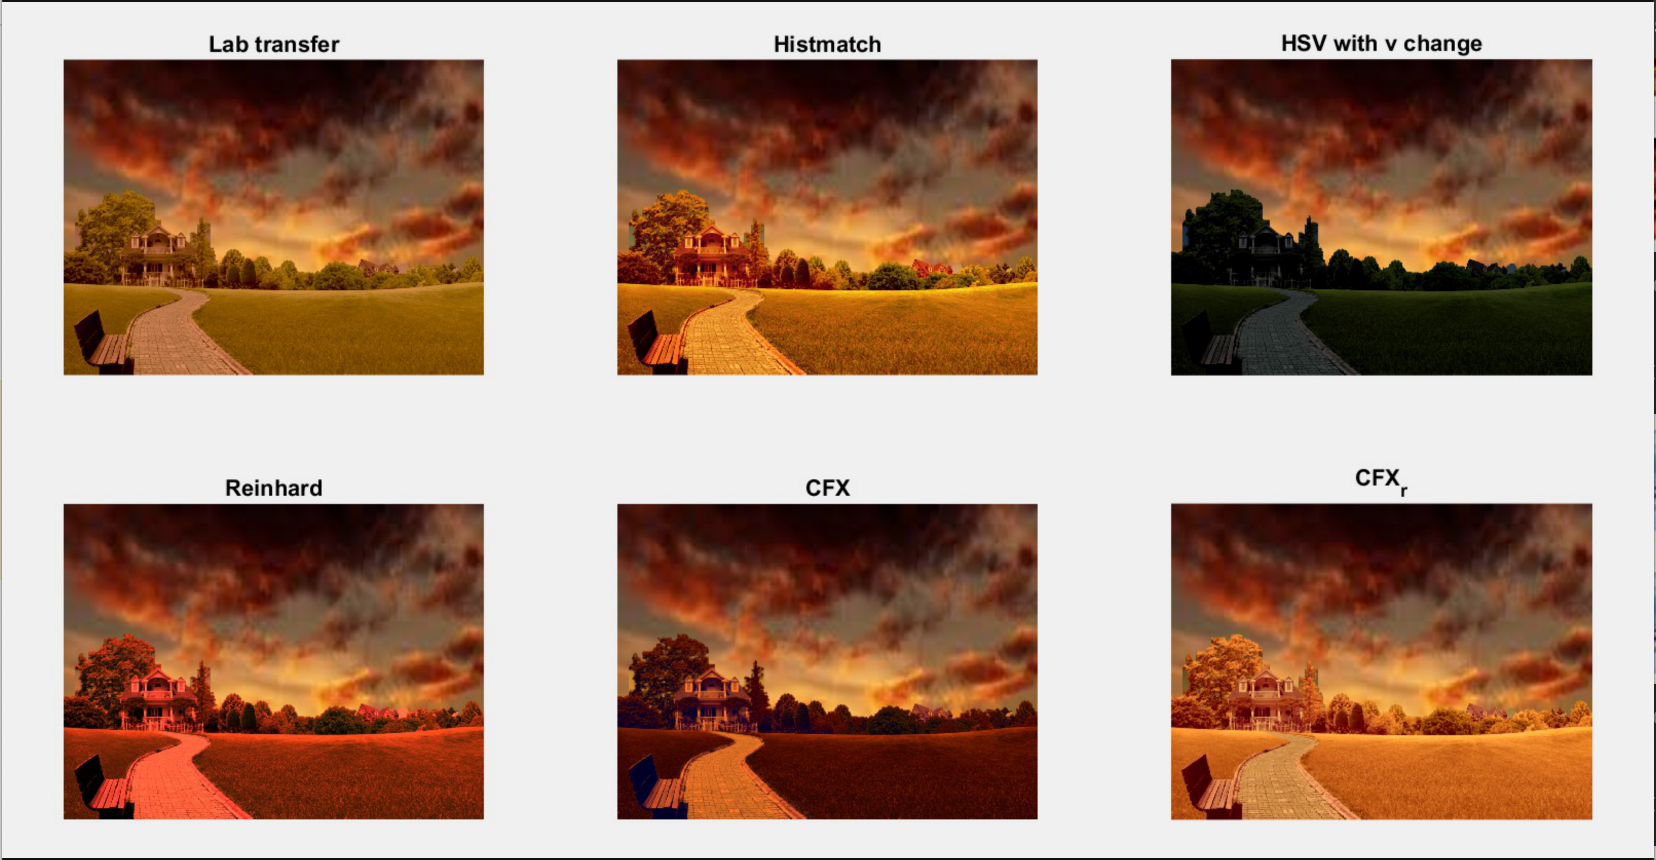 Lab transfer
Histmatch
HSV with v change
Reinhard
CFX
CFXr